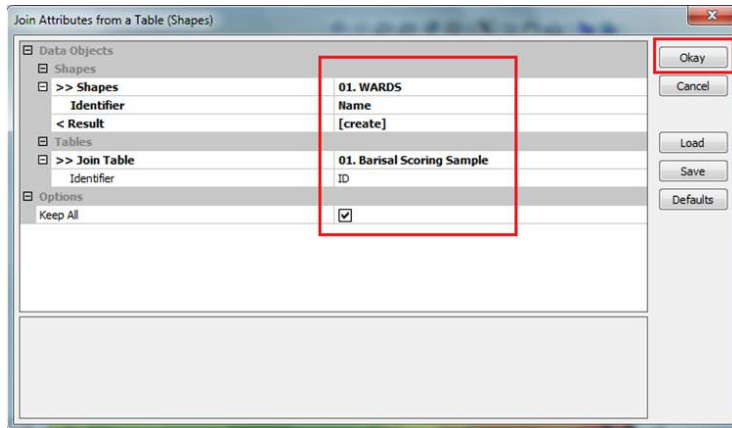 Join Attributes from a Table (Shapes)
Data Objects
Shapes
>> Shapes 01. WARDS
Identifier Name
< Result [create]
Tables
>> Join Table 01. Barisal Scoring Sample
Identifier ID
Options
Keep All
Okay
Cancel
Load
Save
Defaults